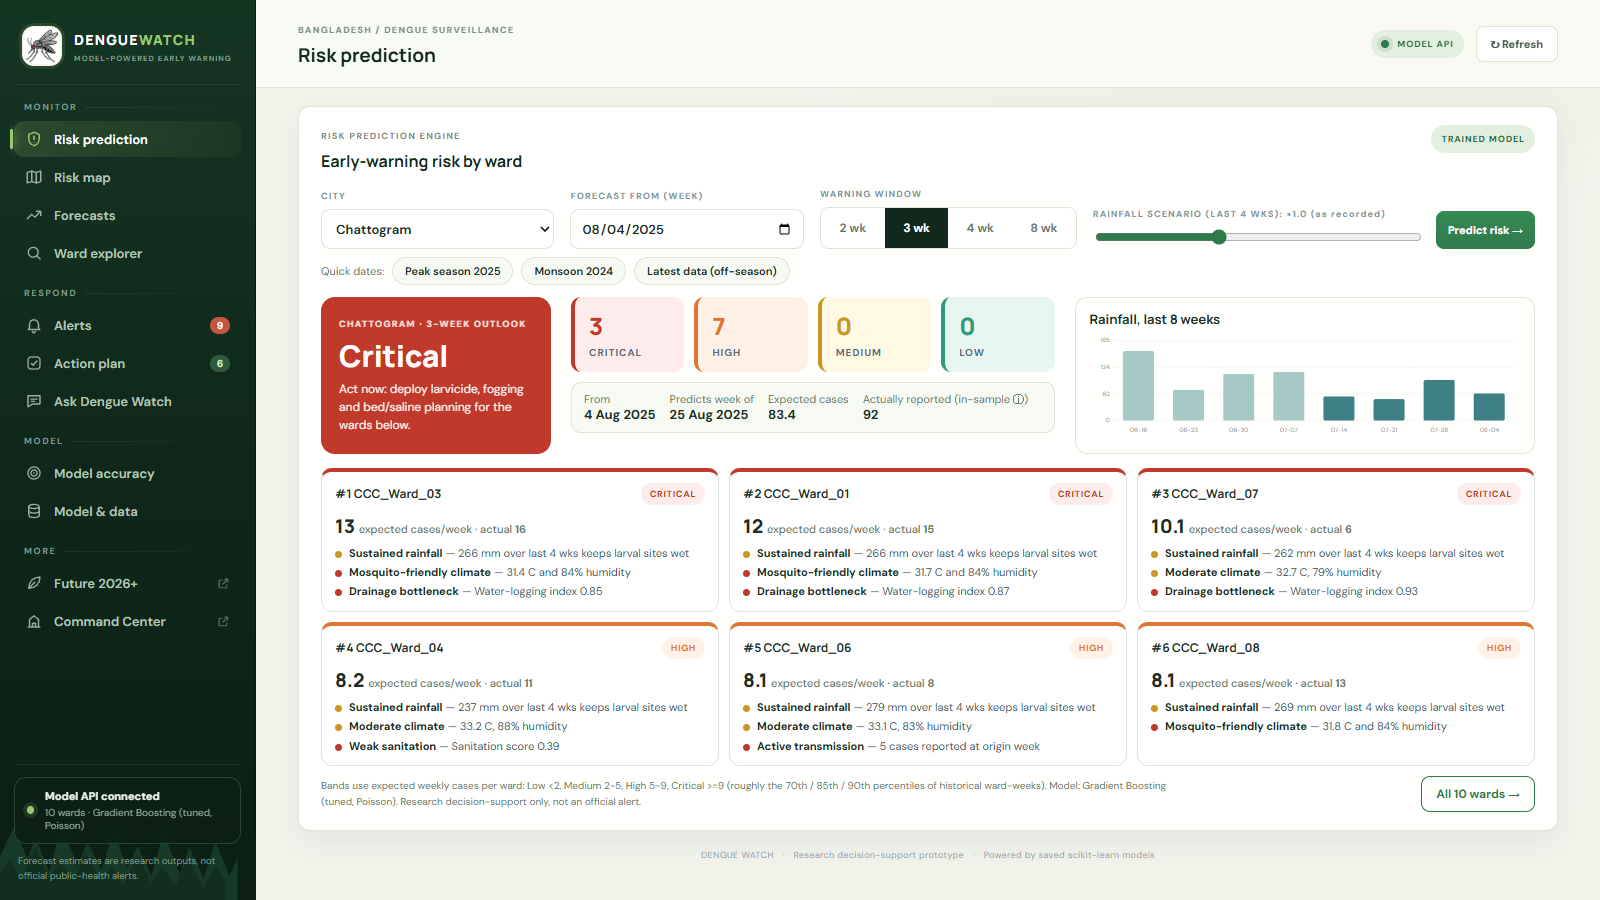 DENGUEWATCH
MODEL-POWERED EARLY WARNING
MONITOR
Risk prediction
Risk map
Forecasts
Ward explorer
RESPOND
Alerts 9
Action plan 6
Ask Dengue Watch
MODEL
Model accuracy
Model & data
MORE
Future 2026+
Command Center
Model API connected
10 wards · Gradient Boosting (tuned,
Poisson)
Forecast estimates are research outputs, not
official public-health alerts.
BANGLADESH / DENGUE SURVEILLANCE
Risk prediction
MODEL API
↻ Refresh
RISK PREDICTION ENGINE
Early-warning risk by ward
TRAINED MODEL
CITY
Chattogram
FORECAST FROM (WEEK)
08/04/2025
WARNING WINDOW
2 wk 3 wk 4 wk 8 wk
RAINFALL SCENARIO (LAST 4 WKS): ×1.0 (as recorded)
Predict risk →
Quick dates: Peak season 2025 Monsoon 2024 Latest data (off-season)
CHATTOGRAM · 3-WEEK OUTLOOK
Critical
Act now: deploy larvicide, fogging
and bed/saline planning for the
wards below.
3 CRITICAL
7 HIGH
0 MEDIUM
0 LOW
From Predicts week of Expected cases Actually reported (in-sample ⓘ)
4 Aug 2025 25 Aug 2025 83.4 92
Rainfall, last 8 weeks
185
124
62
0
06-16 06-23 06-30 07-07 07-14 07-21 07-28 08-04
#1 CCC_Ward_03 CRITICAL
13 expected cases/week · actual 16
Sustained rainfall — 266 mm over last 4 wks keeps larval sites wet
Mosquito-friendly climate — 31.4 C and 84% humidity
Drainage bottleneck — Water-logging index 0.85
#2 CCC_Ward_01 CRITICAL
12 expected cases/week · actual 15
Sustained rainfall — 266 mm over last 4 wks keeps larval sites wet
Mosquito-friendly climate — 31.7 C and 84% humidity
Drainage bottleneck — Water-logging index 0.87
#3 CCC_Ward_07 CRITICAL
10.1 expected cases/week · actual 6
Sustained rainfall — 262 mm over last 4 wks keeps larval sites wet
Moderate climate — 32.7 C, 79% humidity
Drainage bottleneck — Water-logging index 0.93
#4 CCC_Ward_04 HIGH
8.2 expected cases/week · actual 11
Sustained rainfall — 237 mm over last 4 wks keeps larval sites wet
Moderate climate — 33.2 C, 88% humidity
Weak sanitation — Sanitation score 0.39
#5 CCC_Ward_06 HIGH
8.1 expected cases/week · actual 8
Sustained rainfall — 279 mm over last 4 wks keeps larval sites wet
Moderate climate — 33.1 C, 83% humidity
Active transmission — 5 cases reported at origin week
#6 CCC_Ward_08 HIGH
8.1 expected cases/week · actual 13
Sustained rainfall — 269 mm over last 4 wks keeps larval sites wet
Mosquito-friendly climate — 31.8 C and 84% humidity
Bands use expected weekly cases per ward: Low <2, Medium 2-5, High 5-9, Critical >=9 (roughly the 70th / 85th / 90th percentiles of historical ward-weeks). Model: Gradient Boosting
(tuned, Poisson). Research decision-support only, not an official alert.
All 10 wards →
DENGUE WATCH · Research decision-support prototype · Powered by saved scikit-learn models